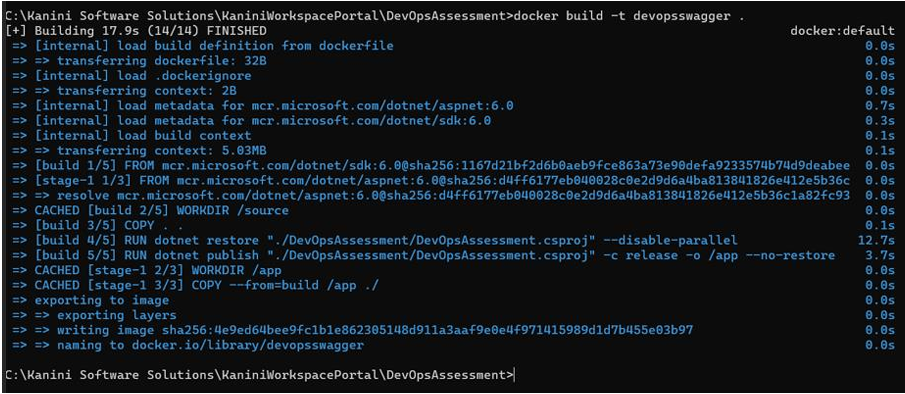 C:\Kanini Software Solutions\KaniniWorkspacePortal\DevOpsAssessment>docker build -t devopsswagger .
[+] Building 17.9s (14/14) FINISHED docker:default
=> [internal] load build definition from dockerfile 0.0s
=> => transferring dockerfile: 32B 0.0s
=> [internal] load .dockerignore 0.0s
=> => transferring context: 2B 0.0s
=> [internal] load metadata for mcr.microsoft.com/dotnet/aspnet:6.0 0.7s
=> [internal] load metadata for mcr.microsoft.com/dotnet/sdk:6.0 0.3s
=> [internal] load build context 0.1s
=> => transferring context: 5.03MB 0.1s
=> [build 1/5] FROM mcr.microsoft.com/dotnet/sdk:6.0@sha256:1167d21bf2d6b0aeb9fce863a73e90defa9233574b74d9deabee 0.0s
=> [stage-1 1/3] FROM mcr.microsoft.com/dotnet/aspnet:6.0@sha256:d4ff6177eb040028c0e2d9d6a4ba813841826e412e5b36c 0.0s
=> => resolve mcr.microsoft.com/dotnet/aspnet:6.0@sha256:d4ff6177eb040028c0e2d9d6a4ba813841826e412e5b36c1a82fc93 0.0s
=> CACHED [build 2/5] WORKDIR /source 0.0s
=> [build 3/5] COPY . . 0.1s
=> [build 4/5] RUN dotnet restore "./DevOpsAssessment/DevOpsAssessment.csproj" --disable-parallel 12.7s
=> [build 5/5] RUN dotnet publish "./DevOpsAssessment/DevOpsAssessment.csproj" -c release -o /app --no-restore 3.7s
=> CACHED [stage-1 2/3] WORKDIR /app 0.0s
=> CACHED [stage-1 3/3] COPY --from=build /app ./ 0.0s
=> exporting to image 0.0s
=> => exporting layers 0.0s
=> => writing image sha256:4e9ed64bee9fc1b1e862305148d911a3aaf9e0e4f971415989d1d7b455e03b97 0.0s
=> => naming to docker.io/library/devopsswagger 0.0s
C:\Kanini Software Solutions\KaniniWorkspacePortal\DevOpsAssessment>